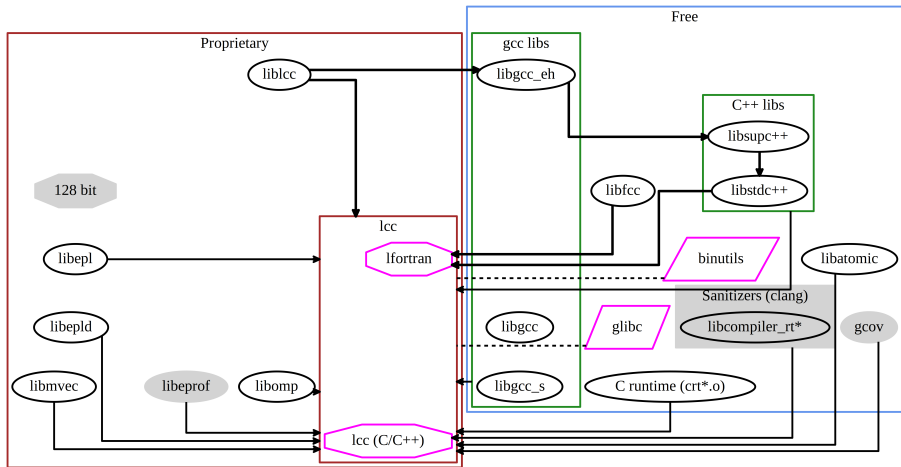 Free
Proprietary
gcc libs
liblcc
libgcc_eh
C++ libs
libsupc++
128 bit
libfcc
libstdc++
lcc
libepl
lfortran
binutils
libatomic
Sanitizers (clang)
libepld
libgcc
glibc
libcompiler_rt*
gcov
libmvec
libeprof
libomp
libgcc_s
C runtime (crt*.o)
lcc (C/C++)